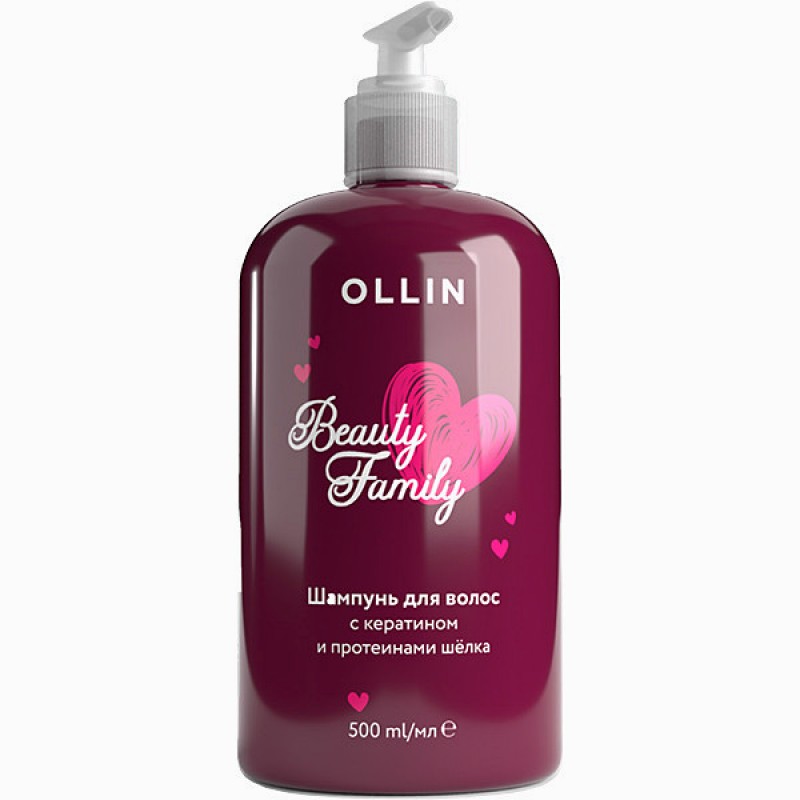 OLLIN
Beauty
Family
Шампунь для волос
с кератином
и протеинами шёлка
500 ml/мл ℮